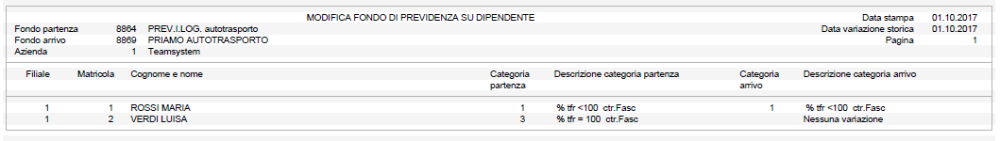 MODIFICA FONDO DI PREVIDENZA SU DIPENDENTE Data stampa 01.10.2017
Fondo partenza 8864 PREV.I.LOG. autotrasporto Data variazione storica 01.10.2017
Fondo arrivo 8869 PRIAMO AUTOTRASPORTO Pagina 1
Azienda 1 Teamsystem
Filiale Matricola Cognome e nome Categoria partenza Descrizione categoria partenza Categoria arrivo Descrizione categoria arrivo
1 1 ROSSI MARIA 1 % tfr <100 ctr.Fasc 1 % tfr <100 ctr.Fasc
1 2 VERDI LUISA 3 % tfr = 100 ctr.Fasc Nessuna variazione